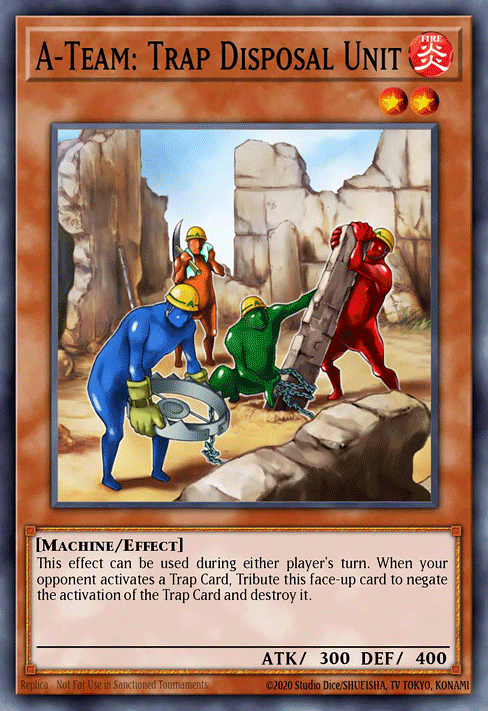 A-Team: Trap Disposal Unit
FIRE
炎
[Machine/Effect]
This effect can be used during either player's turn. When your
opponent activates a Trap Card, Tribute this face-up card to negate
the activation of the Trap Card and destroy it.
ATK/ 300 DEF/ 400
Replica - Not For Use in Sanctioned Tournaments
©2020 Studio Dice/SHUEISHA, TV TOKYO, KONAMI